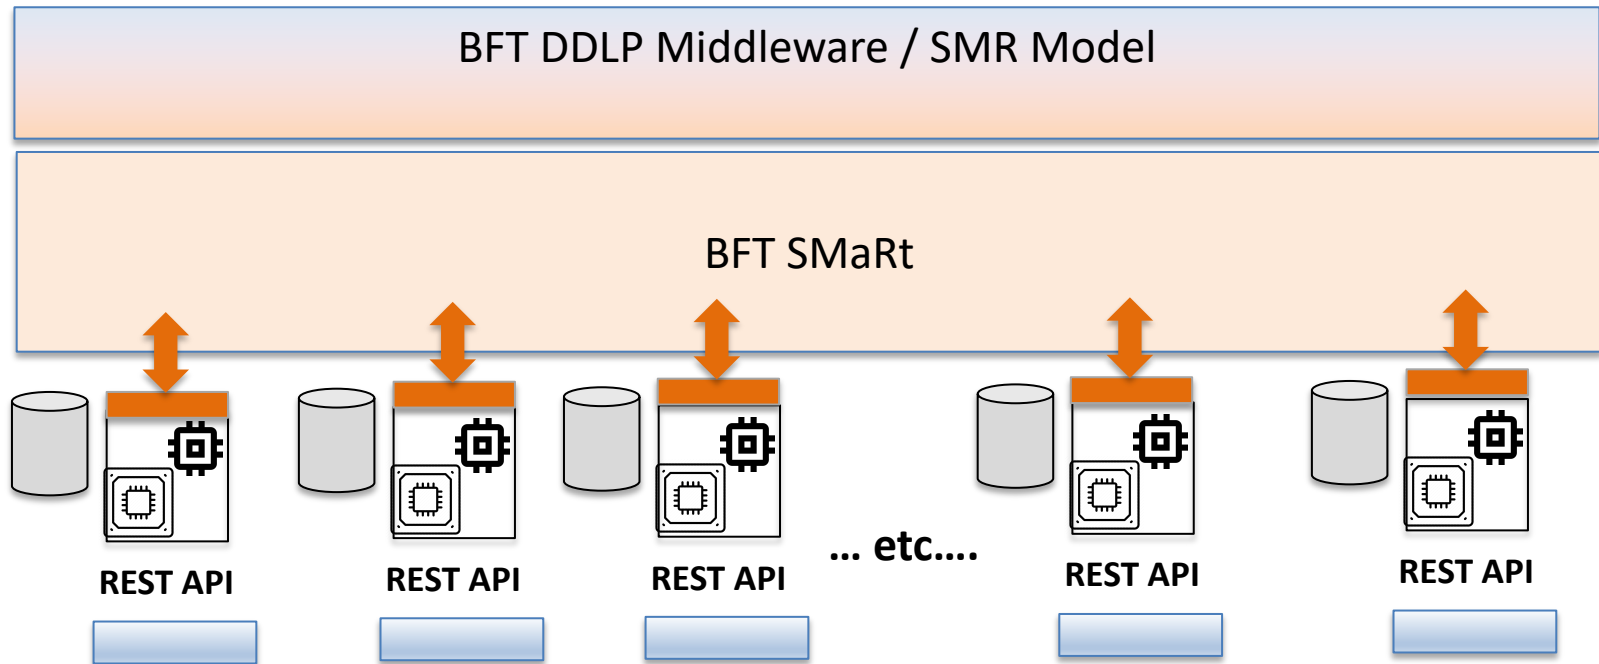 BFT DDLP Middleware / SMR Model
BFT SMaRt
... etc....
REST API
REST API
REST API
REST API
REST API